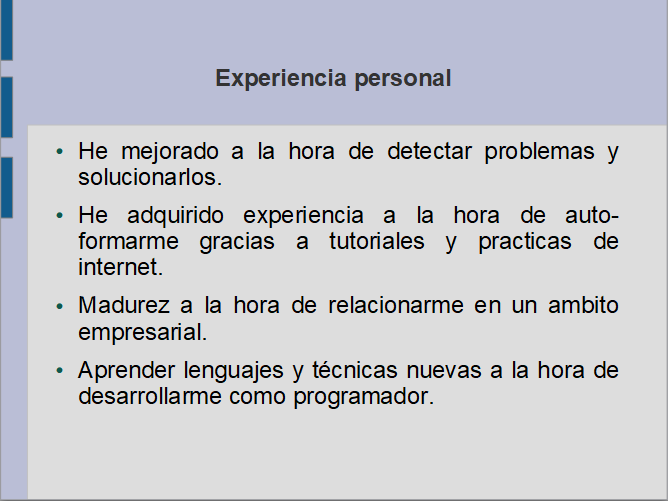 Experiencia personal
• He mejorado a la hora de detectar problemas y
solucionarlos.
• He adquirido experiencia a la hora de auto-
formarme gracias a tutoriales y practicas de
internet.
• Madurez a la hora de relacionarme en un ambito
empresarial.
• Aprender lenguajes y técnicas nuevas a la hora de
desarrollarme como programador.